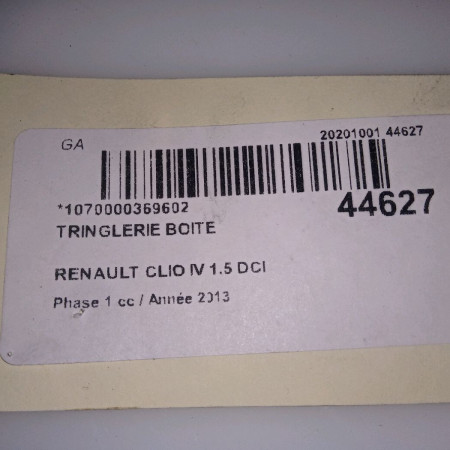 GA
20201001 44627
*1070000369602
44627
TRINGLERIE BOITE
RENAULT CLIO IV 1.5 DCI
Phase 1 cc / Année 2013